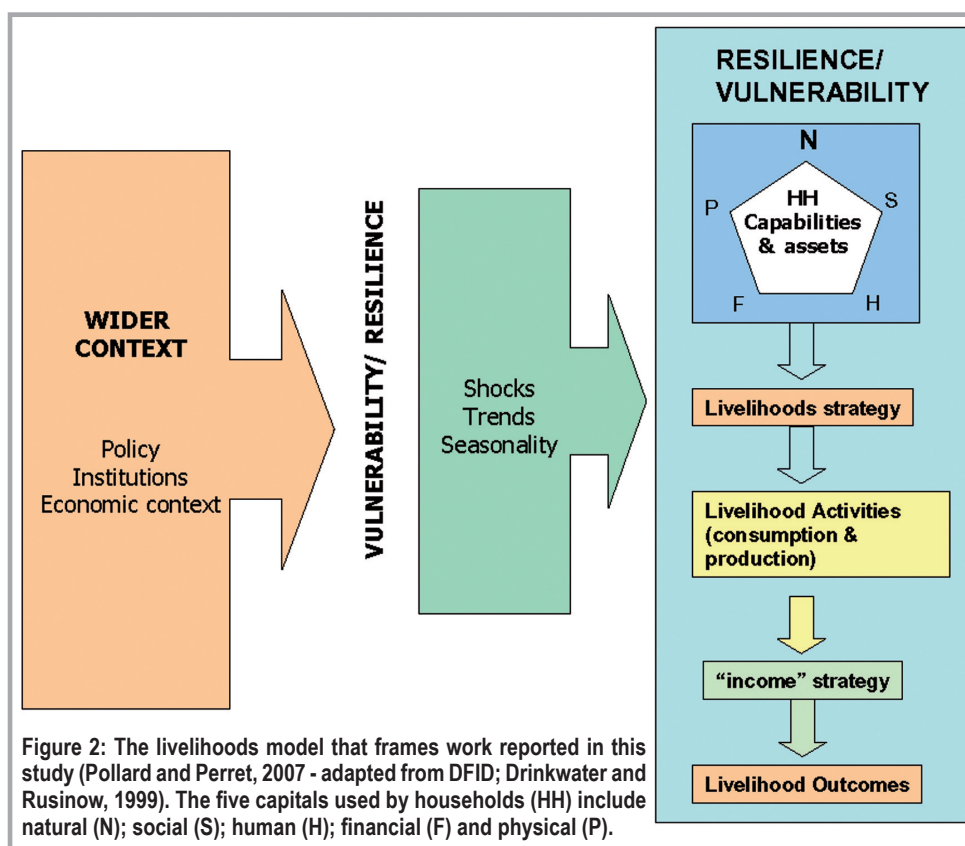 WIDER
CONTEXT
Policy
Institutions
Economic context
VULNERABILITY/ RESILIENCE
Shocks
Trends
Seasonality
RESILIENCE/
VULNERABILITY
N
P
S
HH
Capabilities
& assets
F
H
Livelihoods strategy
Livelihood Activities
(consumption &
production)
“income” strategy
Livelihood Outcomes
Figure 2: The livelihoods model that frames work reported in this
study (Pollard and Perret, 2007 - adapted from DFID; Drinkwater and
Rusinow, 1999). The five capitals used by households (HH) include
natural (N); social (S); human (H); financial (F) and physical (P).